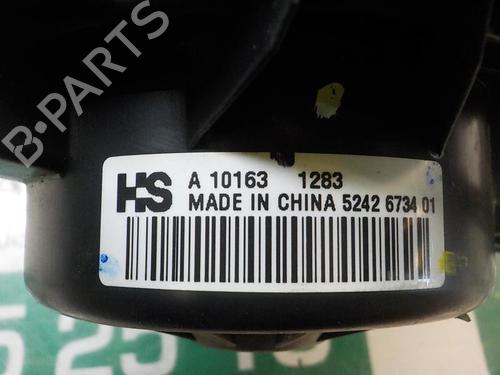 B-PARTS
HS
A 10163 1283
MADE IN CHINA 5242 6734 01